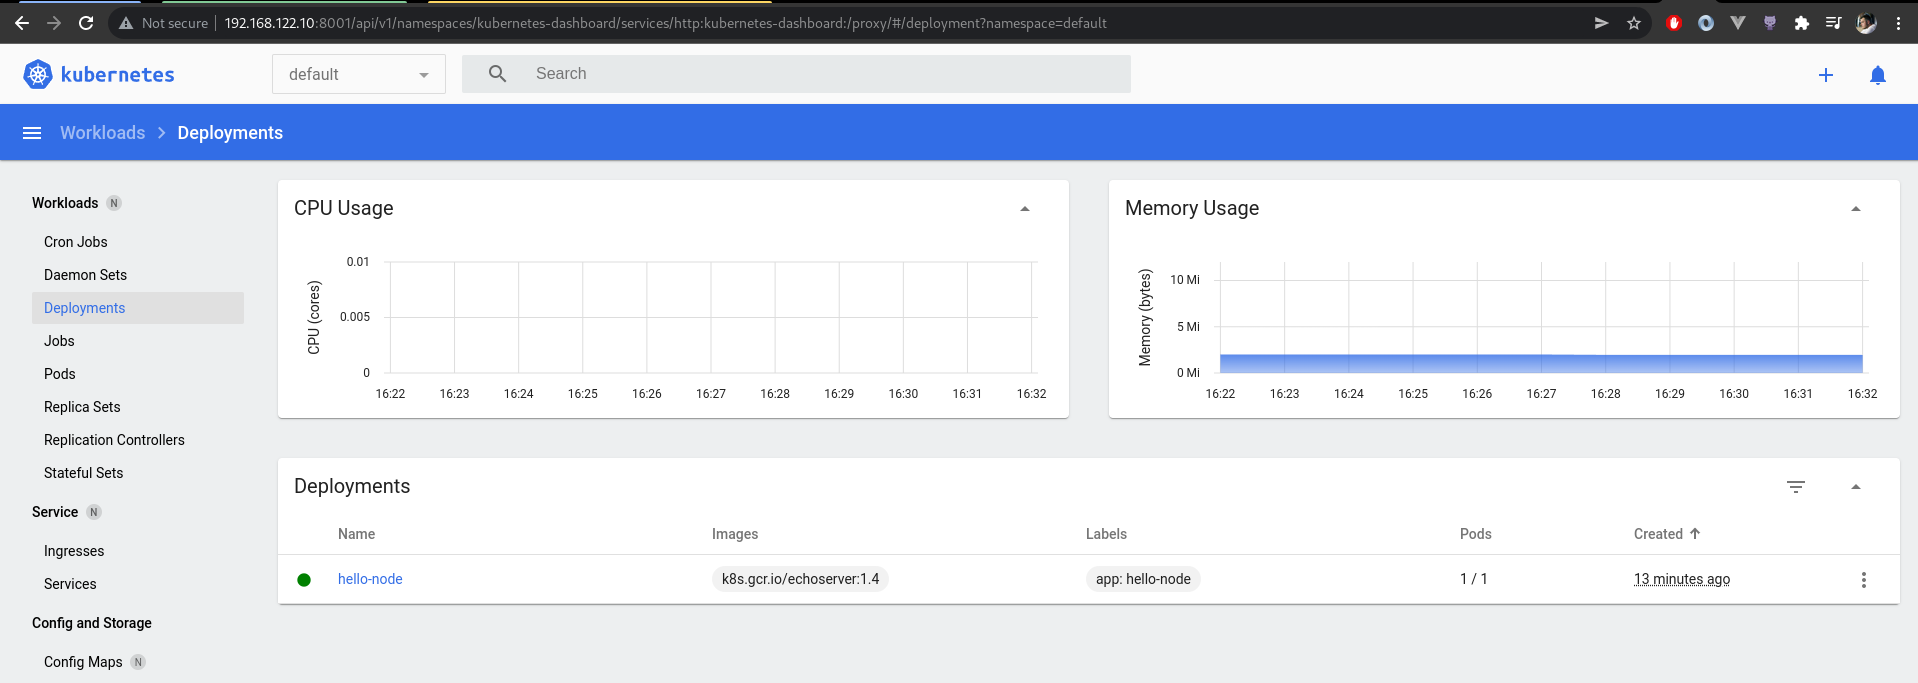 Not secure | 192.168.122.10:8001/api/v1/namespaces/kubernetes-dashboard/services/http:kubernetes-dashboard:/proxy/#/deployment?namespace=default
kubernetes
default
Search
Workloads > Deployments
Workloads N
Cron Jobs
Daemon Sets
Deployments
Jobs
Pods
Replica Sets
Replication Controllers
Stateful Sets
Service N
Ingresses
Services
Config and Storage
Config Maps N
CPU Usage
CPU (cores)
0.01
0.005
0
16:22 16:23 16:24 16:25 16:26 16:27 16:28 16:29 16:30 16:31 16:32
Memory Usage
Memory (bytes)
10 Mi
5 Mi
0 Mi
16:22 16:23 16:24 16:25 16:26 16:27 16:28 16:29 16:30 16:31 16:32
Deployments
Name Images Labels Pods Created
hello-node k8s.gcr.io/echoserver:1.4 app: hello-node 1 / 1 13 minutes ago